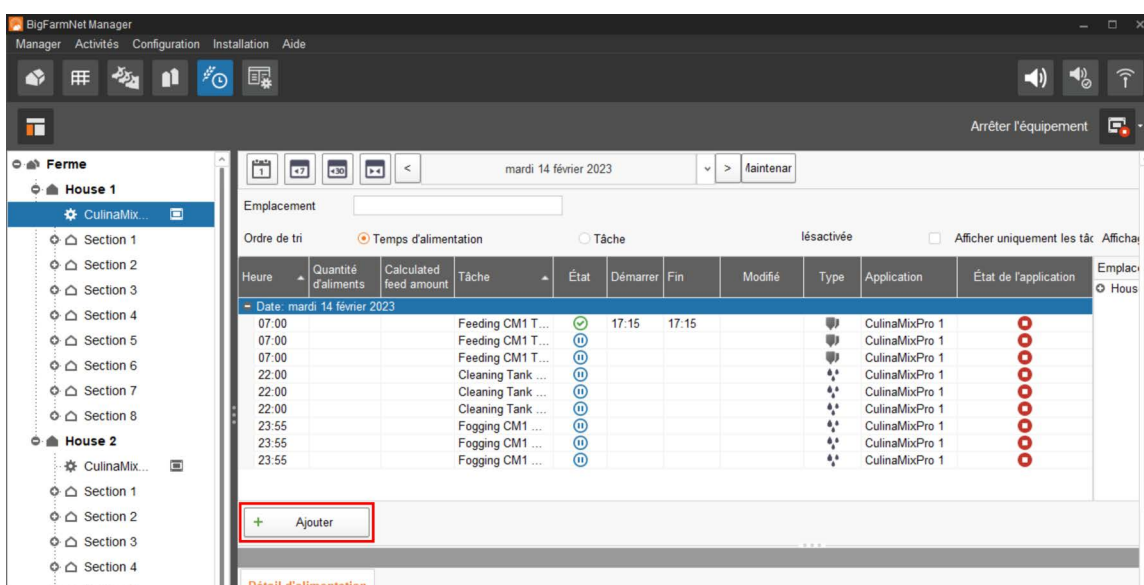 BigFarmNet Manager
Manager Activités Configuration Installation Aide
Arrêter l'équipement
Ferme
House 1
CulinaMix...
Section 1
Section 2
Section 3
Section 4
Section 5
Section 6
Section 7
Section 8
House 2
CulinaMix...
Section 1
Section 2
Section 3
Section 4
1 7 30 < mardi 14 février 2023 > Maintenar
Emplacement
Ordre de tri Temps d'alimentation Tâche lésactivée Afficher uniquement les tâc Affichag
Heure Quantité d'aliments Calculated feed amount Tâche État Démarrer Fin Modifié Type Application État de l'application Emplace
Hous
Date: mardi 14 février 2023
07:00 Feeding CM1 T... 17:15 17:15 CulinaMixPro 1
07:00 Feeding CM1 T... CulinaMixPro 1
07:00 Feeding CM1 T... CulinaMixPro 1
22:00 Cleaning Tank ... CulinaMixPro 1
22:00 Cleaning Tank ... CulinaMixPro 1
22:00 Cleaning Tank ... CulinaMixPro 1
23:55 Fogging CM1 ... CulinaMixPro 1
23:55 Fogging CM1 ... CulinaMixPro 1
23:55 Fogging CM1 ... CulinaMixPro 1
+ Ajouter
Détail d'alimentation